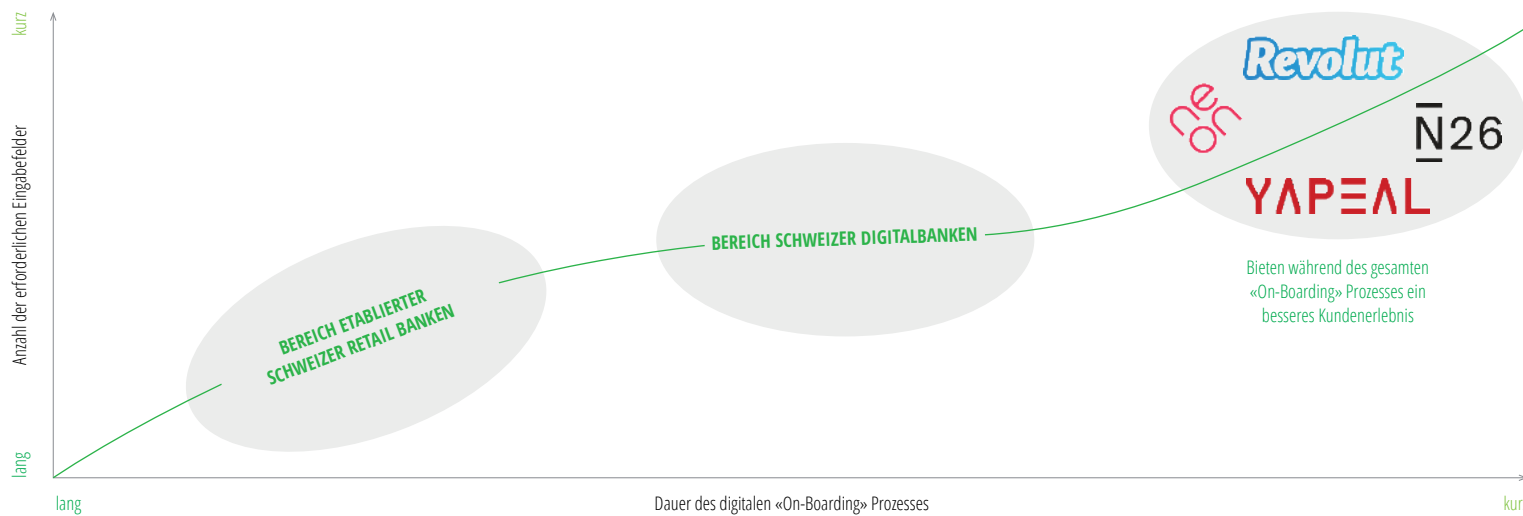 kurz
Anzahl der erforderlichen Eingabefelder
lang
BEREICH ETABLIERTER
SCHWEIZER RETAIL BANKEN
BEREICH SCHWEIZER DIGITALBANKEN
Revolut
neon
N26
YAPEAL
Bieten während des gesamten
«On-Boarding» Prozesses ein
besseres Kundenerlebnis
lang
Dauer des digitalen «On-Boarding» Prozesses
kur